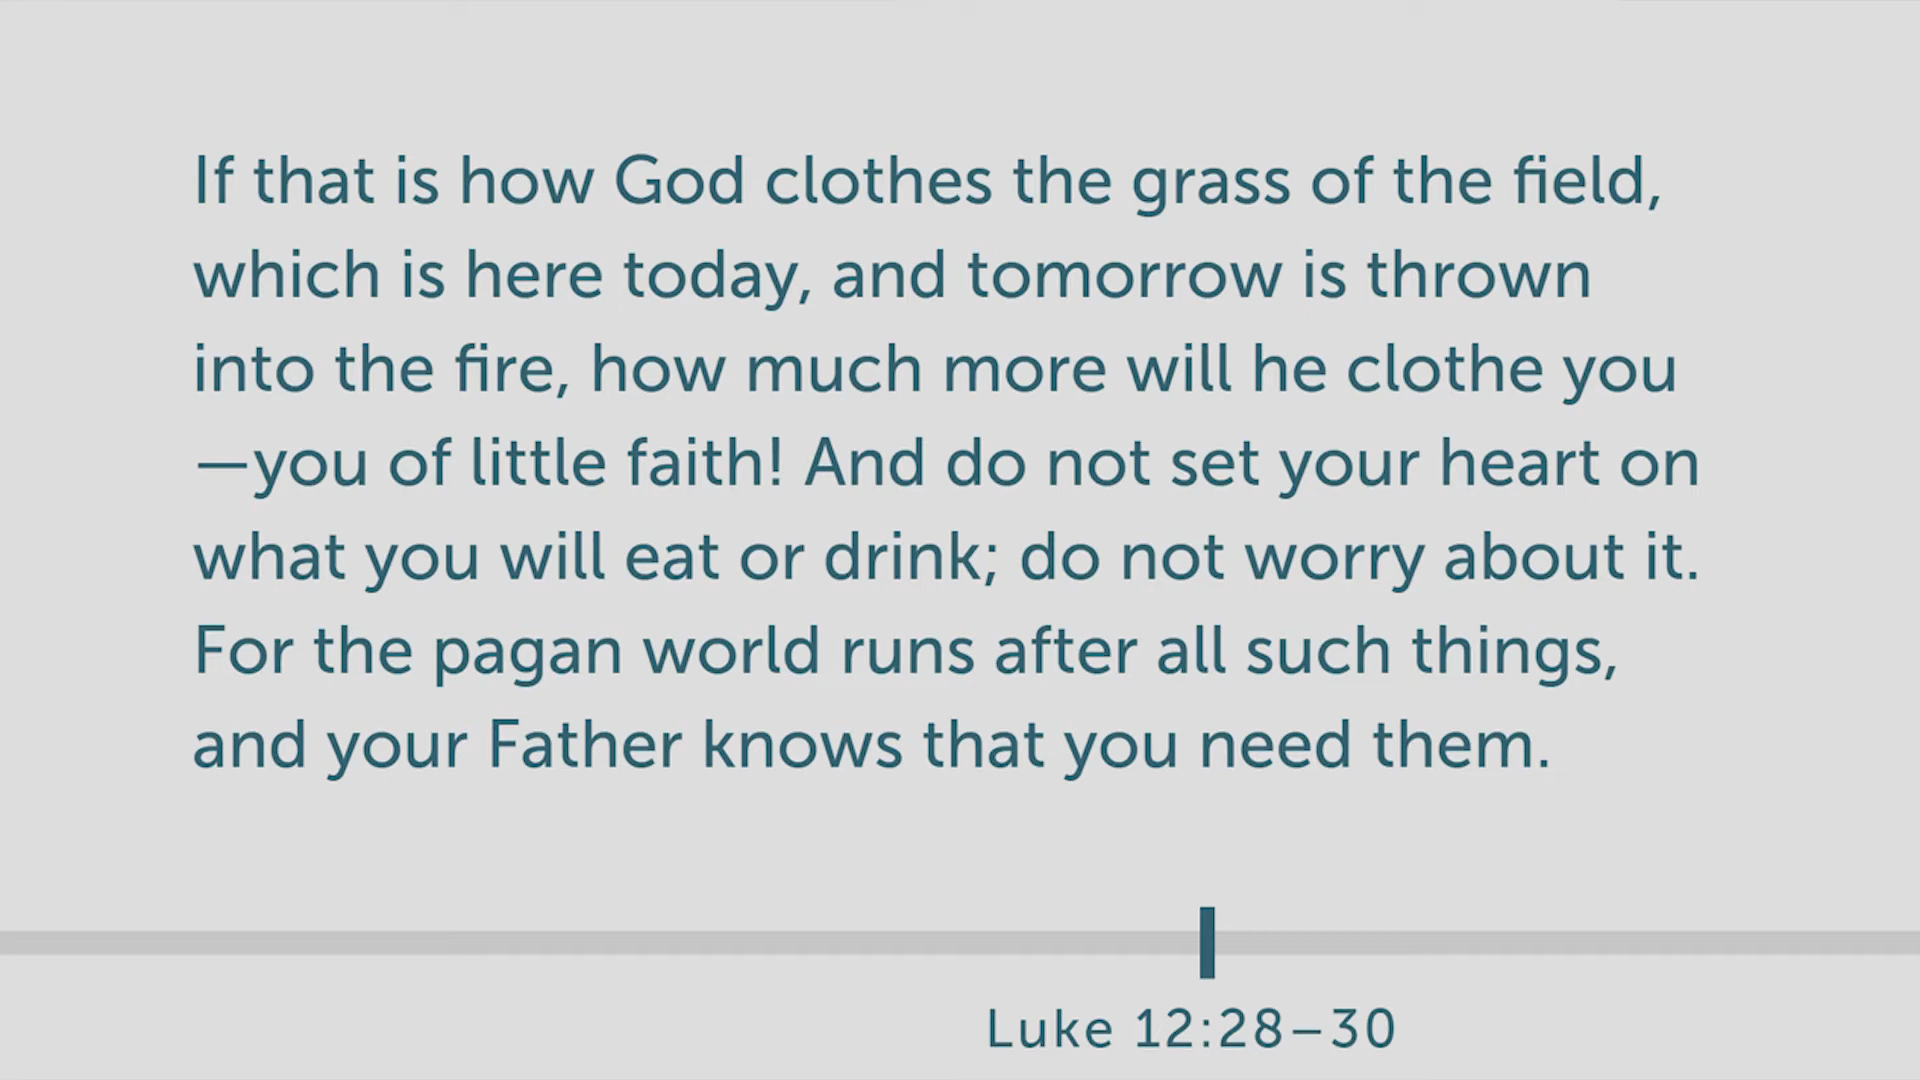 If that is how God clothes the grass of the field,
which is here today, and tomorrow is thrown
into the fire, how much more will he clothe you
—you of little faith! And do not set your heart on
what you will eat or drink; do not worry about it.
For the pagan world runs after all such things,
and your Father knows that you need them.
Luke 12:28–30